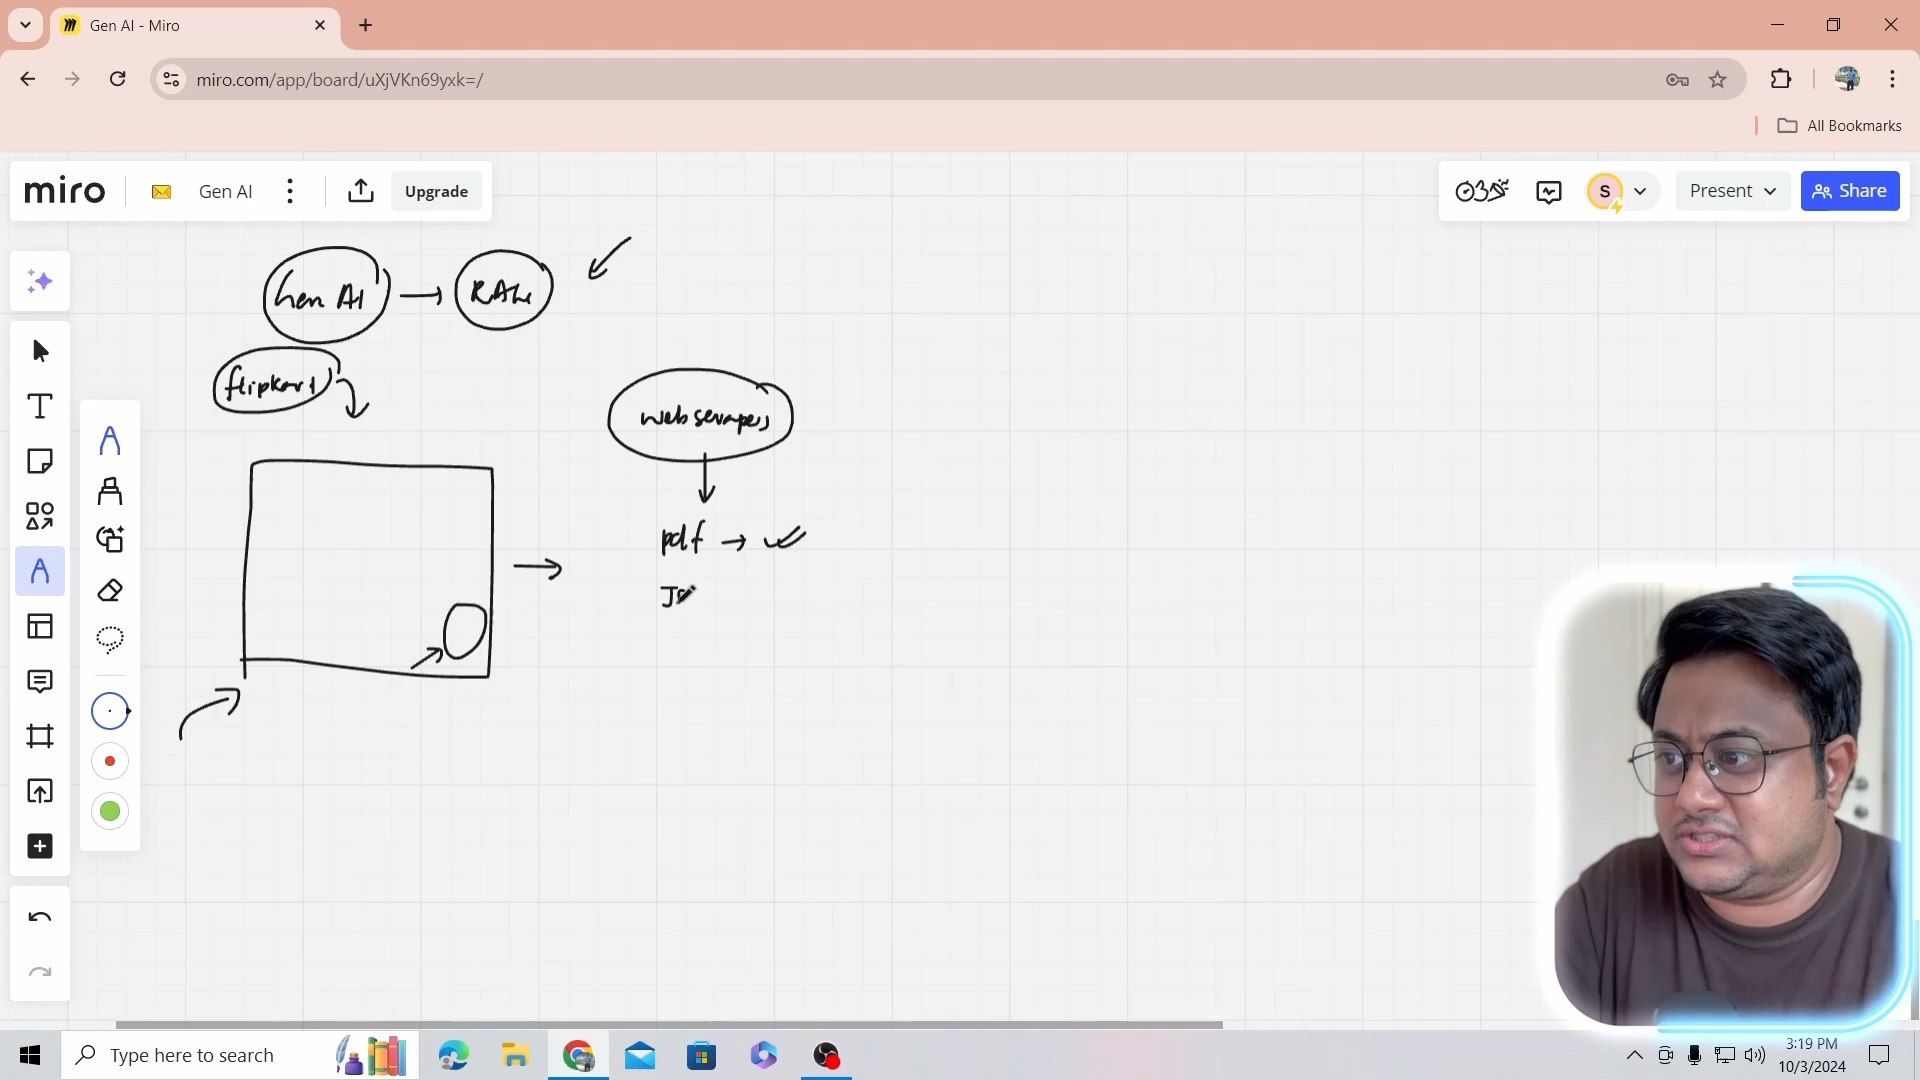 Gen AI - Miro
miro.com/app/board/uXjVKn69yxk=/
All Bookmarks
miro
Gen AI
Upgrade
S
Present
Share
Gen AI → RAG
flipkart
web scrapers
pdf →
JS
Type here to search
3:19 PM
10/3/2024